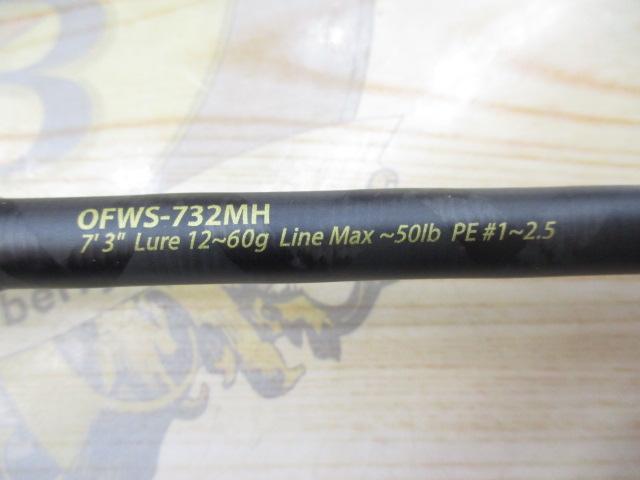 OFWS-732MH
7' 3" Lure 12~60g Line Max ~50lb PE #1~2.5